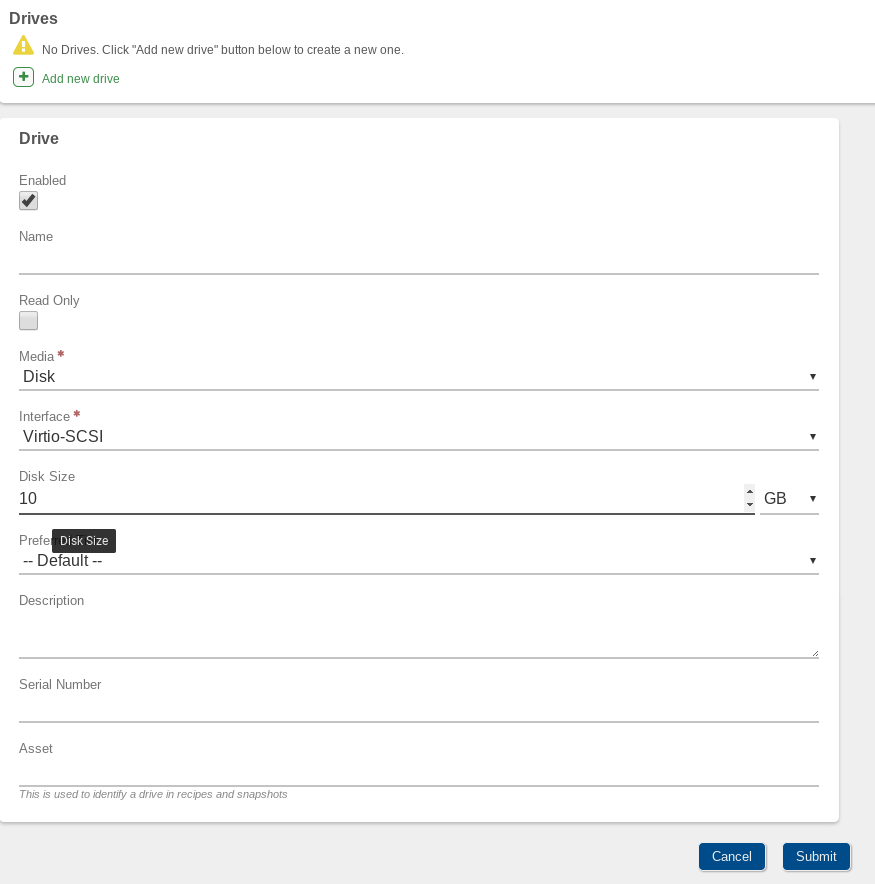 Drives
No Drives. Click "Add new drive" button below to create a new one.
Add new drive
Drive
Enabled
Name
Read Only
Media *
Disk
Interface *
Virtio-SCSI
Disk Size
10 GB
Disk Size
-- Default --
Description
Serial Number
Asset
This is used to identify a drive in recipes and snapshots
Cancel Submit